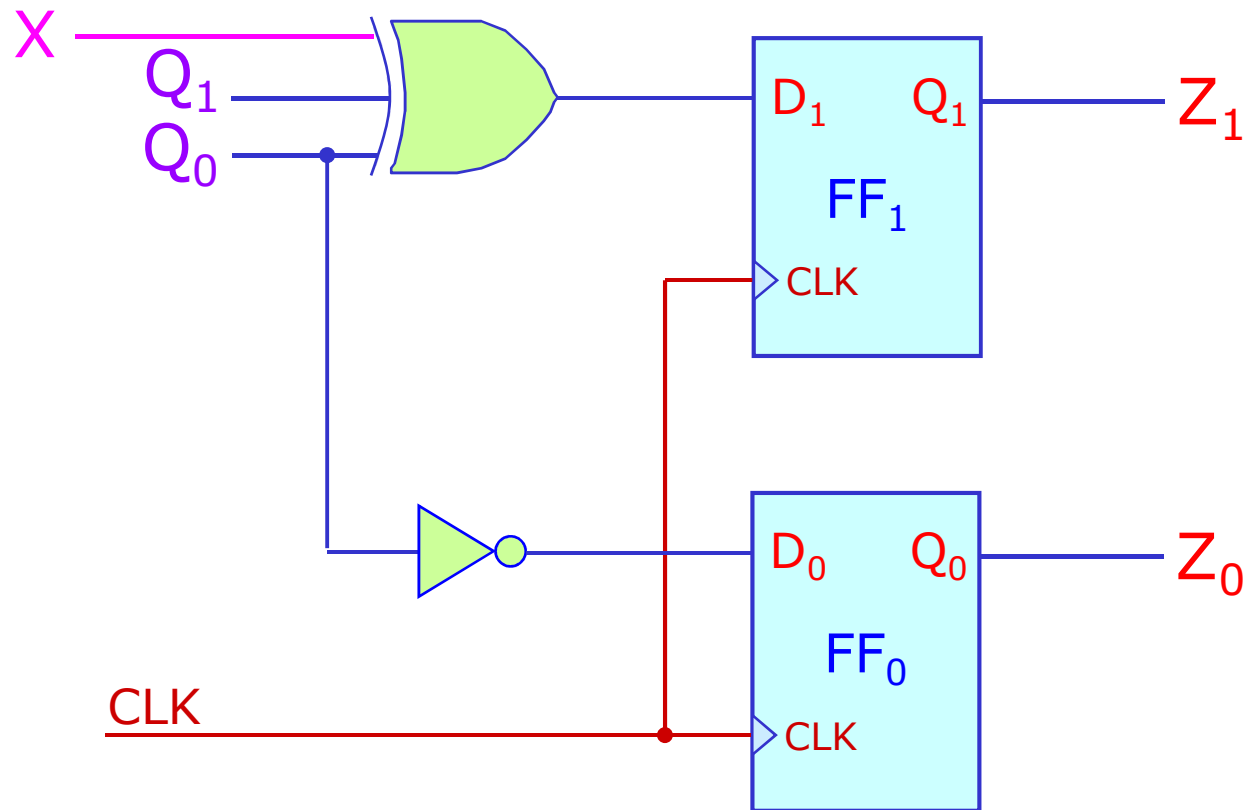 X
Q₁
Q₀
D₁ Q₁
FF₁
CLK
Z₁
D₀ Q₀
FF₀
CLK
Z₀
CLK